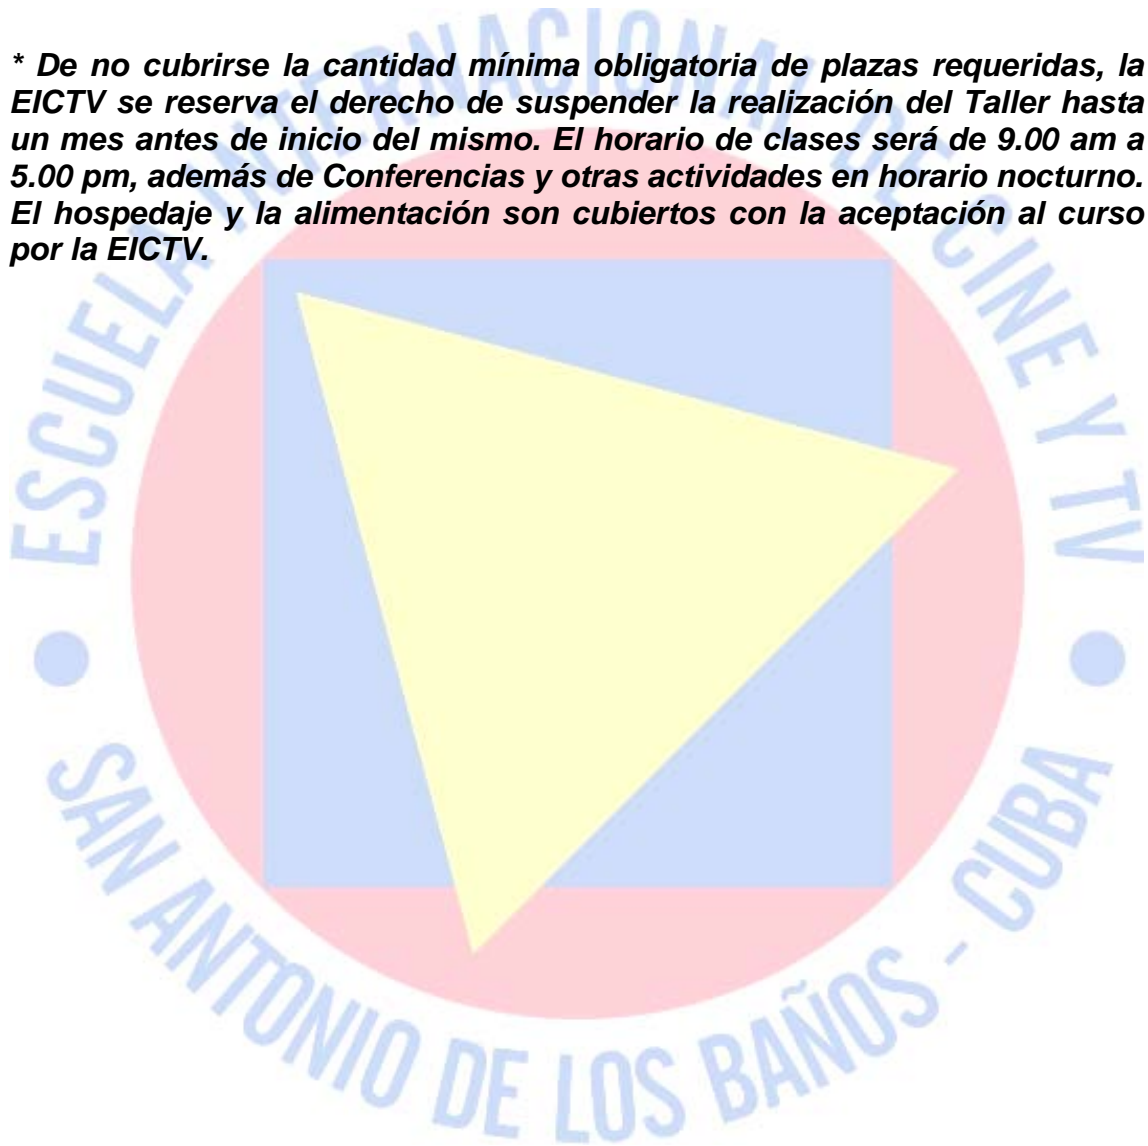 * De no cubrirse la cantidad mínima obligatoria de plazas requeridas, la
EICTV se reserva el derecho de suspender la realización del Taller hasta
un mes antes de inicio del mismo. El horario de clases será de 9.00 am a
5.00 pm, además de Conferencias y otras actividades en horario nocturno.
El hospedaje y la alimentación son cubiertos con la aceptación al curso
por la EICTV.
ESCUELA INTERNACIONAL DE CINE Y TV
SAN ANTONIO DE LOS BAÑOS - CUBA